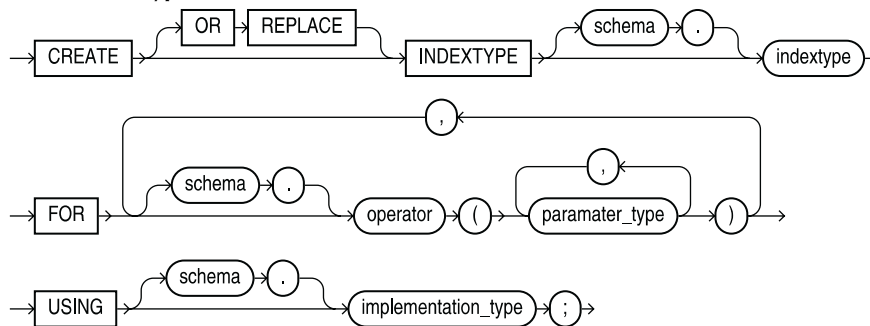 OR REPLACE schema .
CREATE INDEXTYPE indextype
,
schema . ,
FOR operator ( paramater_type )
schema .
USING implementation_type ;